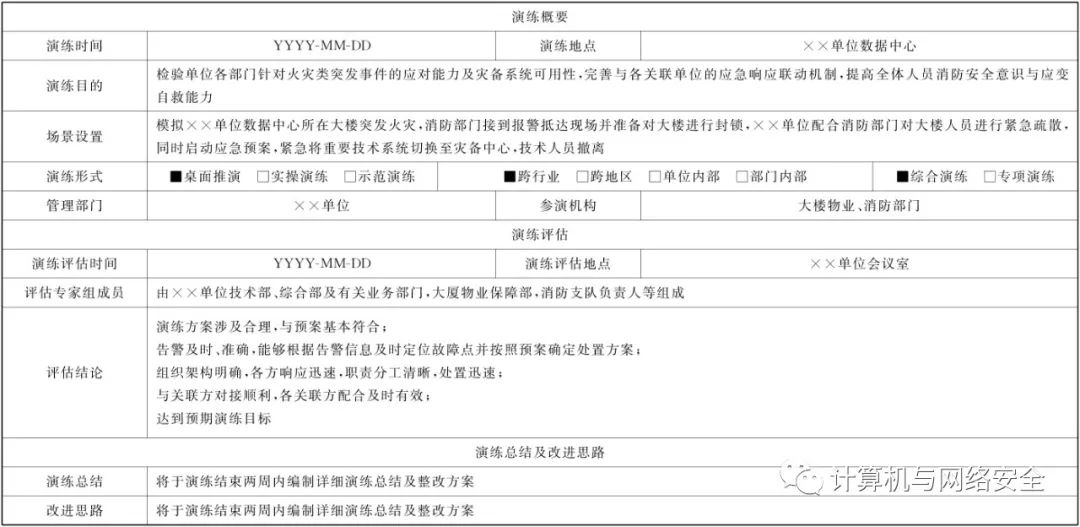 演练概要
演练时间 YYYY-MM-DD 演练地点 ××单位数据中心
演练目的 检验单位各部门针对火灾类突发事件的应对能力及灾备系统可用性,完善与各关联单位的应急响应联动机制,提高全体人员消防安全意识与应变
自救能力
场景设置 模拟××单位数据中心所在大楼突发火灾,消防部门接到报警抵达现场并准备对大楼进行封锁,××单位配合消防部门对大楼人员进行紧急疏散,
同时启动应急预案,紧急将重要技术系统切换至灾备中心,技术人员撤离
演练形式 ■桌面推演 □实操演练 □示范演练 ■跨行业 □跨地区 □单位内部 □部门内部 ■综合演练 □专项演练
管理部门 ××单位 参演机构 大楼物业、消防部门
演练评估
演练评估时间 YYYY-MM-DD 演练评估地点 ××单位会议室
评估专家组成员 由××单位技术部、综合部及有关业务部门,大厦物业保障部,消防支队负责人等组成
评估结论 演练方案涉及合理,与预案基本符合;
告警及时、准确,能够根据告警信息及时定位故障点并按照预案确定处置方案;
组织架构明确,各方响应迅速,职责分工清晰,处置迅速;
与关联方对接顺利,各关联方配合及时有效;
达到预期演练目标
演练总结及改进思路
演练总结 将于演练结束两周内编制详细演练总结及整改方案
改进思路 将于演练结束两周内编制详细演练总结及整改方案
计算机与网络安全